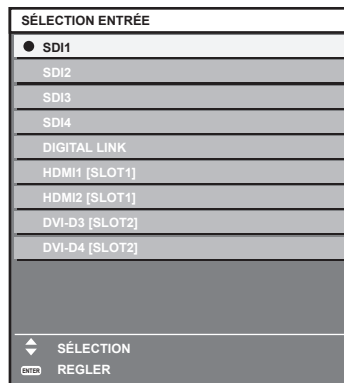 SÉLECTION ENTRÉE
SDI1
SDI2
SDI3
SDI4
DIGITAL LINK
HDMI1 [SLOT1]
HDMI2 [SLOT1]
DVI-D3 [SLOT2]
DVI-D4 [SLOT2]
SÉLECTION
ENTER REGLER